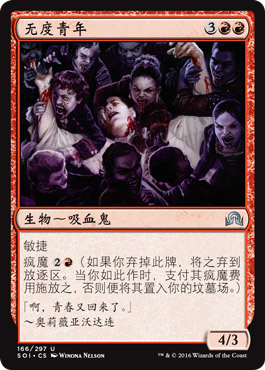 无度青年 3
生物～吸血鬼
敏捷
疯魔 2（如果你弃掉此牌，将之弃到
放逐区。当你如此作时，支付其疯魔费
用施放之，否则便将其置入你的坟墓场。）
「啊，青春又回来了。」
～奥莉薇亚沃达连
166/297 U
SOI • CS Winona Nelson
™ & © 2016 Wizards of the Coast
4/3